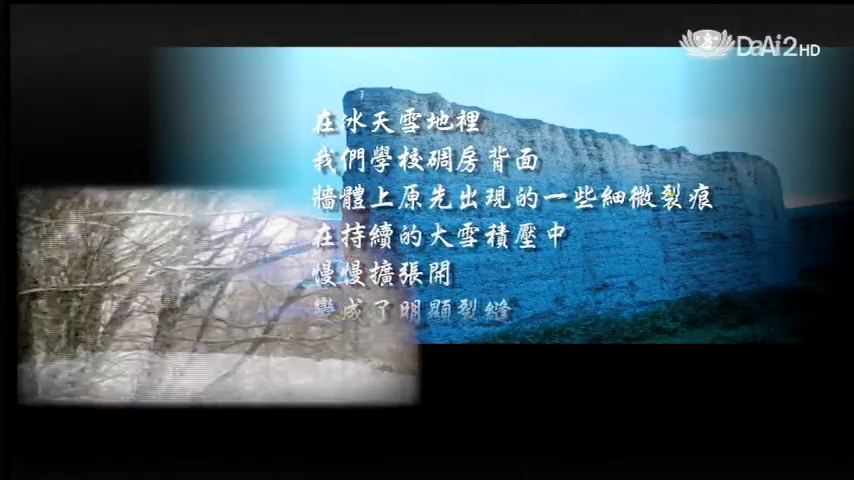 DaAi2HD
在冰天雪地裡
我們學校碉房背面
牆體上原先出現的一些細微裂痕
在持續的大雪積壓中
慢慢擴張開
變成了明顯裂縫